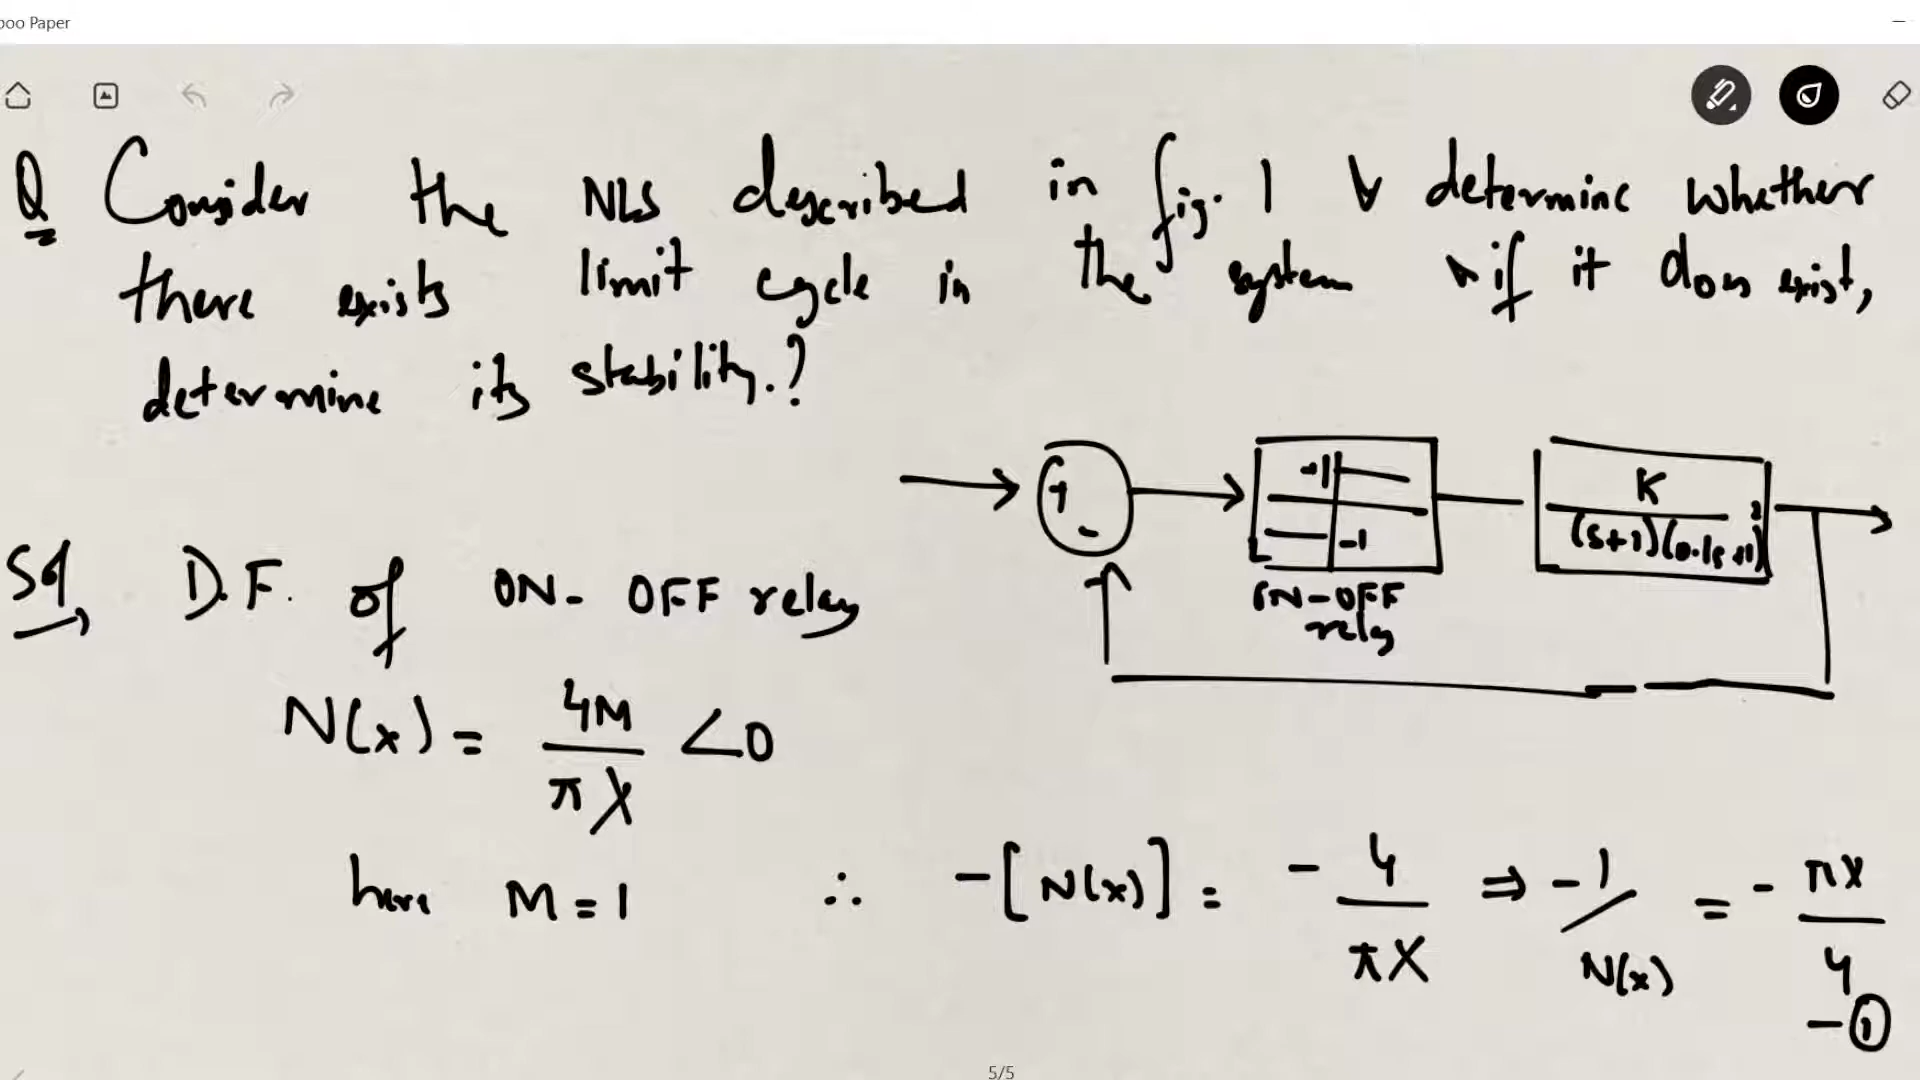 boo Paper
Q Consider the NLS described in fig. 1 & determine whether
there exists limit cycle in the system & if it does exist,
determine its stability.?
+ -
1
-1
K
(s+1)(0.1s+1)²
ON-OFF
relay
Sol D.F. of ON-OFF relay
N(x) = 4M / πX ∠0
here M = 1 ∴ -[N(x)] = - 4 / πX ⇒ -1 / N(x) = - πX / 4 - ①
5/5